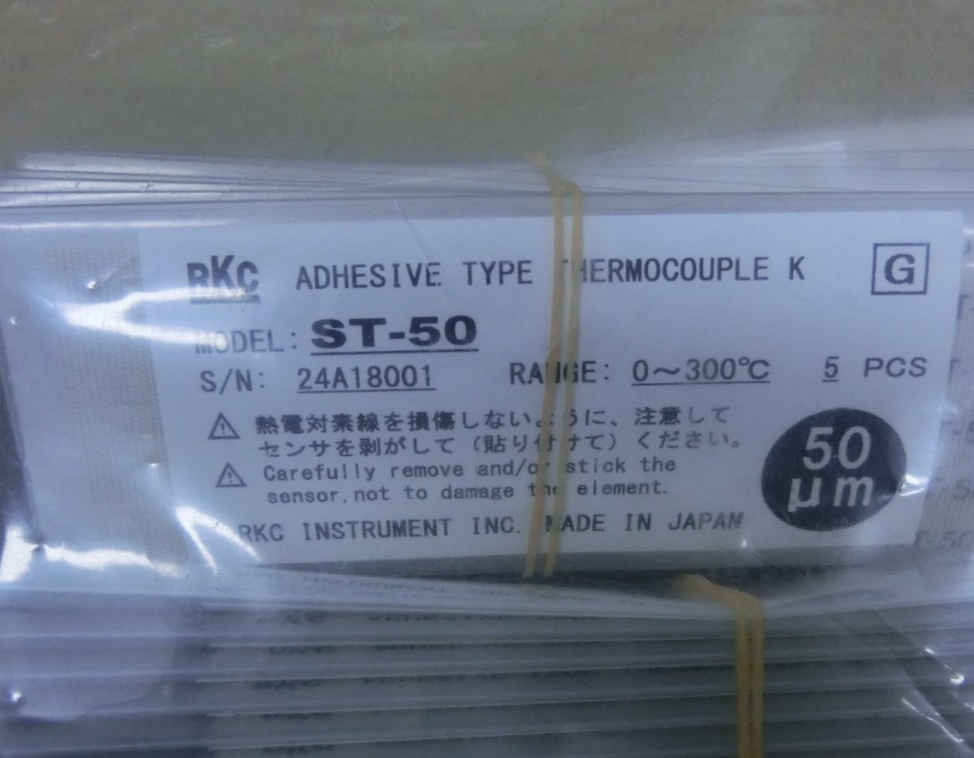 RKC ADHESIVE TYPE THERMOCOUPLE K G
MODEL: ST-50
S/N: 24A18001 RANGE: 0～300℃ 5 PCS
熱電対素線を損傷しないように、注意して
センサを剥がして（貼り付けて）ください。
Carefully remove and/or stick the
sensor,not to damage the element.
50
μm
RKC INSTRUMENT INC. MADE IN JAPAN